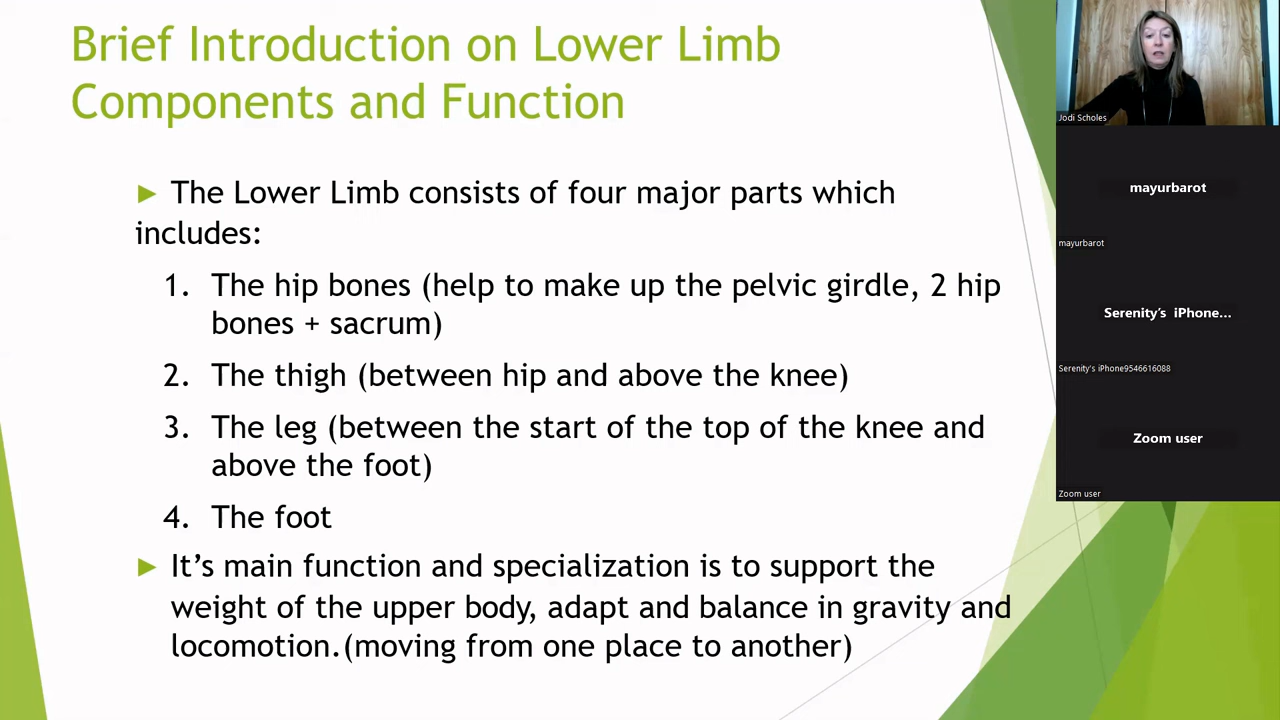 Brief Introduction on Lower Limb
Components and Function
► The Lower Limb consists of four major parts which
includes:
1. The hip bones (help to make up the pelvic girdle, 2 hip
bones + sacrum)
2. The thigh (between hip and above the knee)
3. The leg (between the start of the top of the knee and
above the foot)
4. The foot
► It’s main function and specialization is to support the
weight of the upper body, adapt and balance in gravity and
locomotion.(moving from one place to another)
Jodi Scholes
mayurbarot
mayurbarot
Serenity’s iPhone...
Serenity's iPhone9546616088
Zoom user
Zoom user